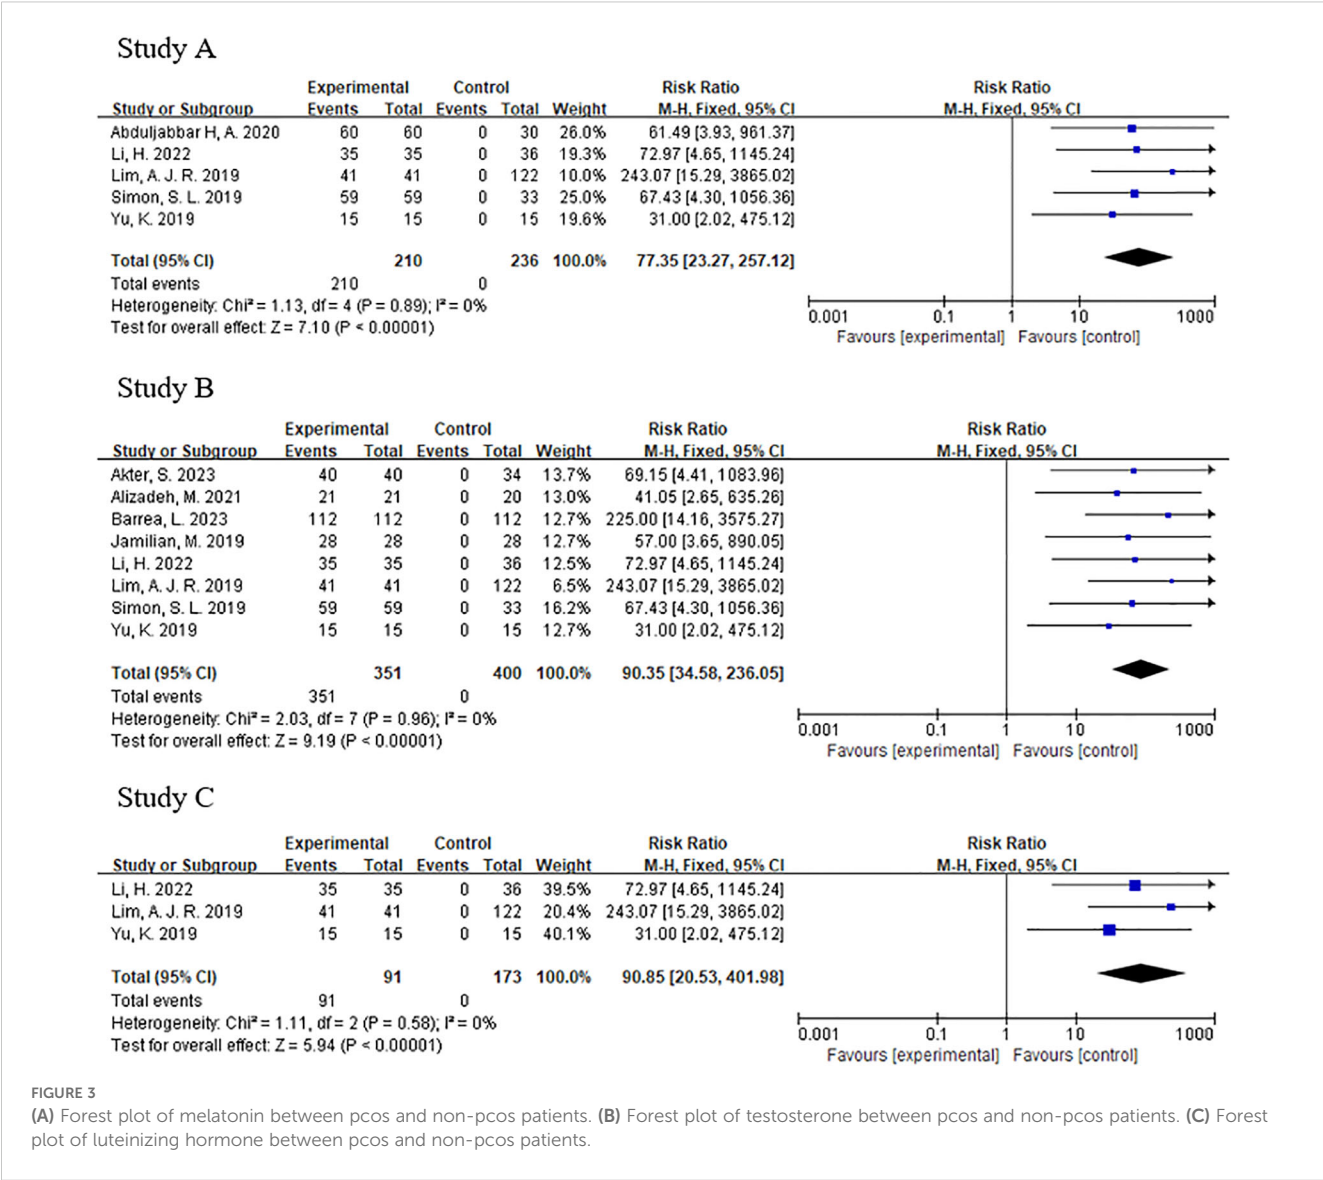 Study A
Experimental Control Risk Ratio Risk Ratio
Study or Subgroup Events Total Events Total Weight M-H, Fixed, 95% CI M-H, Fixed, 95% CI
Abduljabbar H, A. 2020 60 60 0 30 26.0% 61.49 [3.93, 961.37]
Li, H. 2022 35 35 0 36 19.3% 72.97 [4.65, 1145.24]
Lim, A. J. R. 2019 41 41 0 122 10.0% 243.07 [15.29, 3865.02]
Simon, S. L. 2019 59 59 0 33 25.0% 67.43 [4.30, 1056.36]
Yu, K. 2019 15 15 0 15 19.6% 31.00 [2.02, 475.12]
Total (95% CI) 210 236 100.0% 77.35 [23.27, 257.12]
Total events 210 0
Heterogeneity: Chi² = 1.13, df = 4 (P = 0.89); I² = 0%
Test for overall effect: Z = 7.10 (P < 0.00001)
0.001 0.1 1 10 1000
Favours [experimental] Favours [control]
Study B
Experimental Control Risk Ratio Risk Ratio
Study or Subgroup Events Total Events Total Weight M-H, Fixed, 95% CI M-H, Fixed, 95% CI
Akter, S. 2023 40 40 0 34 13.7% 69.15 [4.41, 1083.96]
Alizadeh, M. 2021 21 21 0 20 13.0% 41.05 [2.65, 635.26]
Barrea, L. 2023 112 112 0 112 12.7% 225.00 [14.16, 3575.27]
Jamilian, M. 2019 28 28 0 28 12.7% 57.00 [3.65, 890.05]
Li, H. 2022 35 35 0 36 12.5% 72.97 [4.65, 1145.24]
Lim, A. J. R. 2019 41 41 0 122 6.5% 243.07 [15.29, 3865.02]
Simon, S. L. 2019 59 59 0 33 16.2% 67.43 [4.30, 1056.36]
Yu, K. 2019 15 15 0 15 12.7% 31.00 [2.02, 475.12]
Total (95% CI) 351 400 100.0% 90.35 [34.58, 236.05]
Total events 351 0
Heterogeneity: Chi² = 2.03, df = 7 (P = 0.96); I² = 0%
Test for overall effect: Z = 9.19 (P < 0.00001)
0.001 0.1 1 10 1000
Favours [experimental] Favours [control]
Study C
Experimental Control Risk Ratio Risk Ratio
Study or Subgroup Events Total Events Total Weight M-H, Fixed, 95% CI M-H, Fixed, 95% CI
Li, H. 2022 35 35 0 36 39.5% 72.97 [4.65, 1145.24]
Lim, A. J. R. 2019 41 41 0 122 20.4% 243.07 [15.29, 3865.02]
Yu, K. 2019 15 15 0 15 40.1% 31.00 [2.02, 475.12]
Total (95% CI) 91 173 100.0% 90.85 [20.53, 401.98]
Total events 91 0
Heterogeneity: Chi² = 1.11, df = 2 (P = 0.58); I² = 0%
Test for overall effect: Z = 5.94 (P < 0.00001)
0.001 0.1 1 10 1000
Favours [experimental] Favours [control]
FIGURE 3
(A) Forest plot of melatonin between pcos and non-pcos patients. (B) Forest plot of testosterone between pcos and non-pcos patients. (C) Forest
plot of luteinizing hormone between pcos and non-pcos patients.